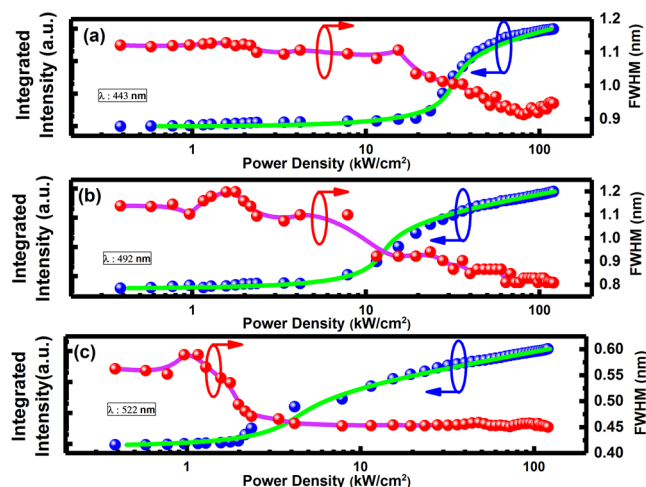 (a)
Integrated
Intensity (a.u.)
λ : 443 nm
1.2
1.1
1.0
0.9
FWHM (nm)
1
10
100
Power Density (kW/cm²)
(b)
Integrated
Intensity (a.u.)
λ : 492 nm
1.2
1.1
1.0
0.9
0.8
FWHM (nm)
1
10
100
Power Density (kW/cm²)
(c)
Integrated
Intensity(a.u.)
λ : 522 nm
0.60
0.55
0.50
0.45
0.40
FWHM (nm)
1
10
100
Power Density (kW/cm²)